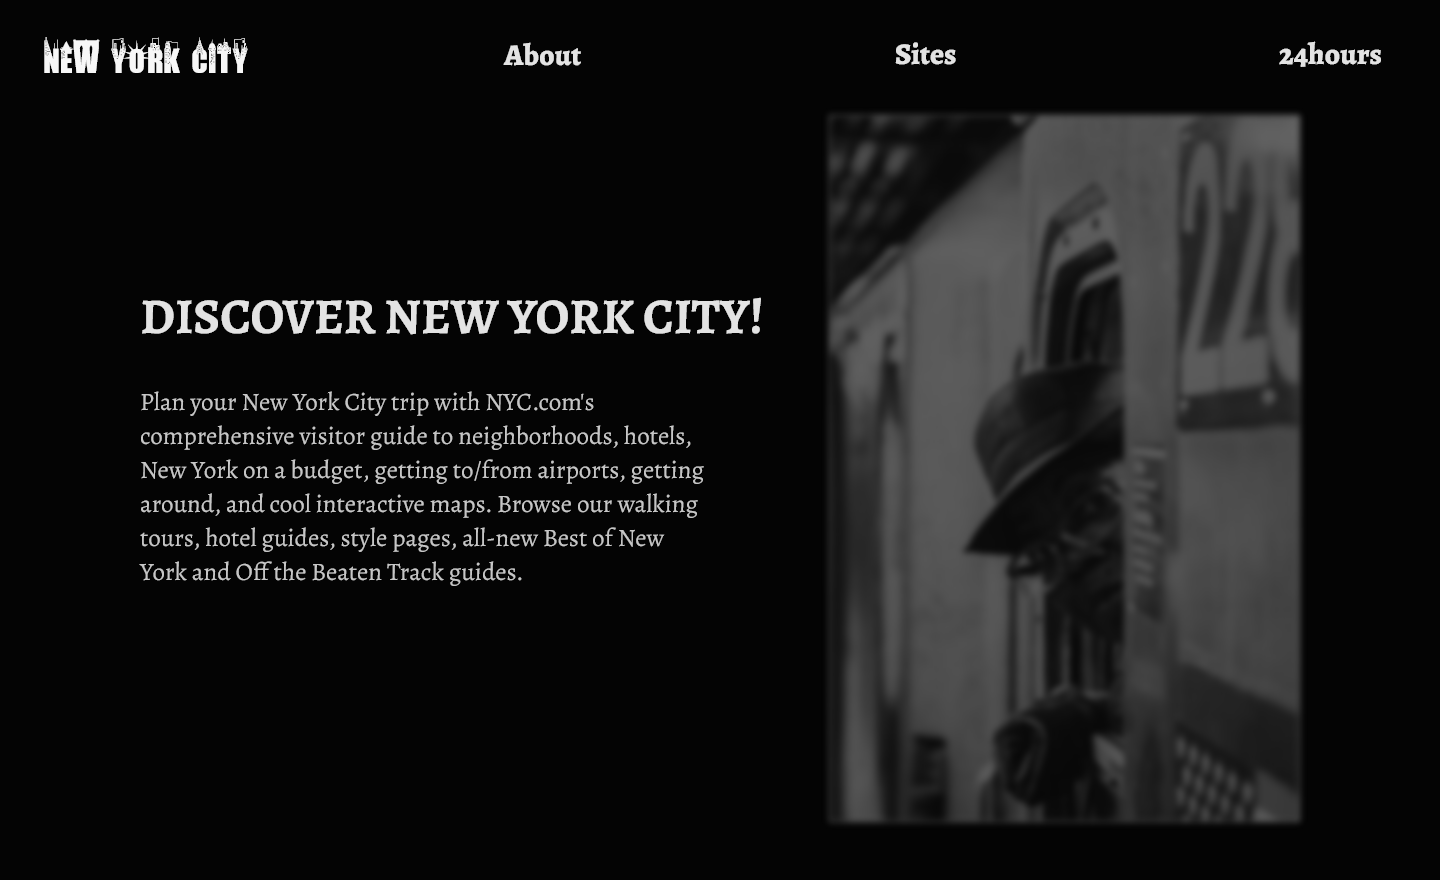 NEW YORK CITY
About
Sites
24hours
DISCOVER NEW YORK CITY!
Plan your New York City trip with NYC.com's
comprehensive visitor guide to neighborhoods, hotels,
New York on a budget, getting to/from airports, getting
around, and cool interactive maps. Browse our walking
tours, hotel guides, style pages, all-new Best of New
York and Off the Beaten Track guides.